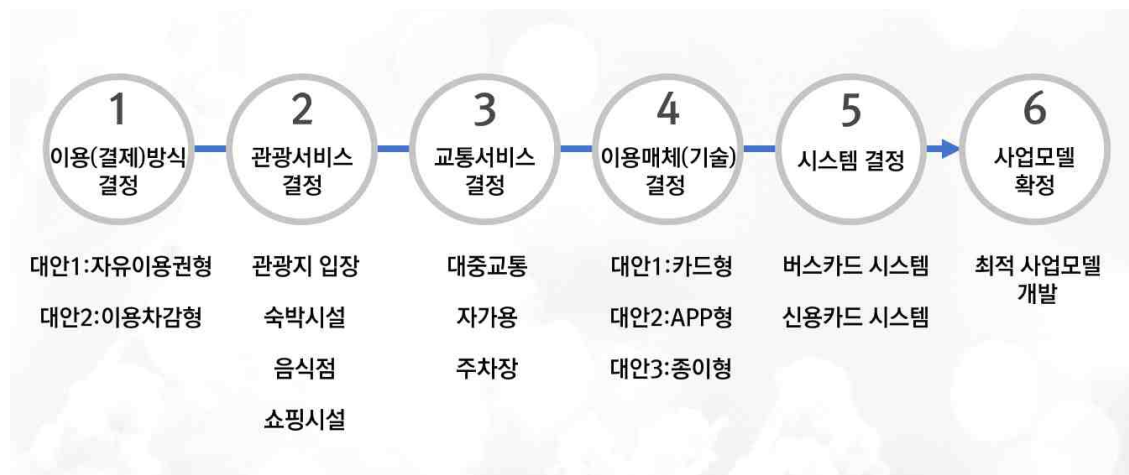 1
이용(결제)방식
결정
2
관광서비스
결정
3
교통서비스
결정
4
이용매체(기술)
결정
5
시스템 결정
6
사업모델
확정
대안1:자유이용권형
대안2:이용차감형
관광지 입장
숙박시설
음식점
쇼핑시설
대중교통
자가용
주차장
대안1:카드형
대안2:APP형
대안3:종이형
버스카드 시스템
신용카드 시스템
최적 사업모델
개발